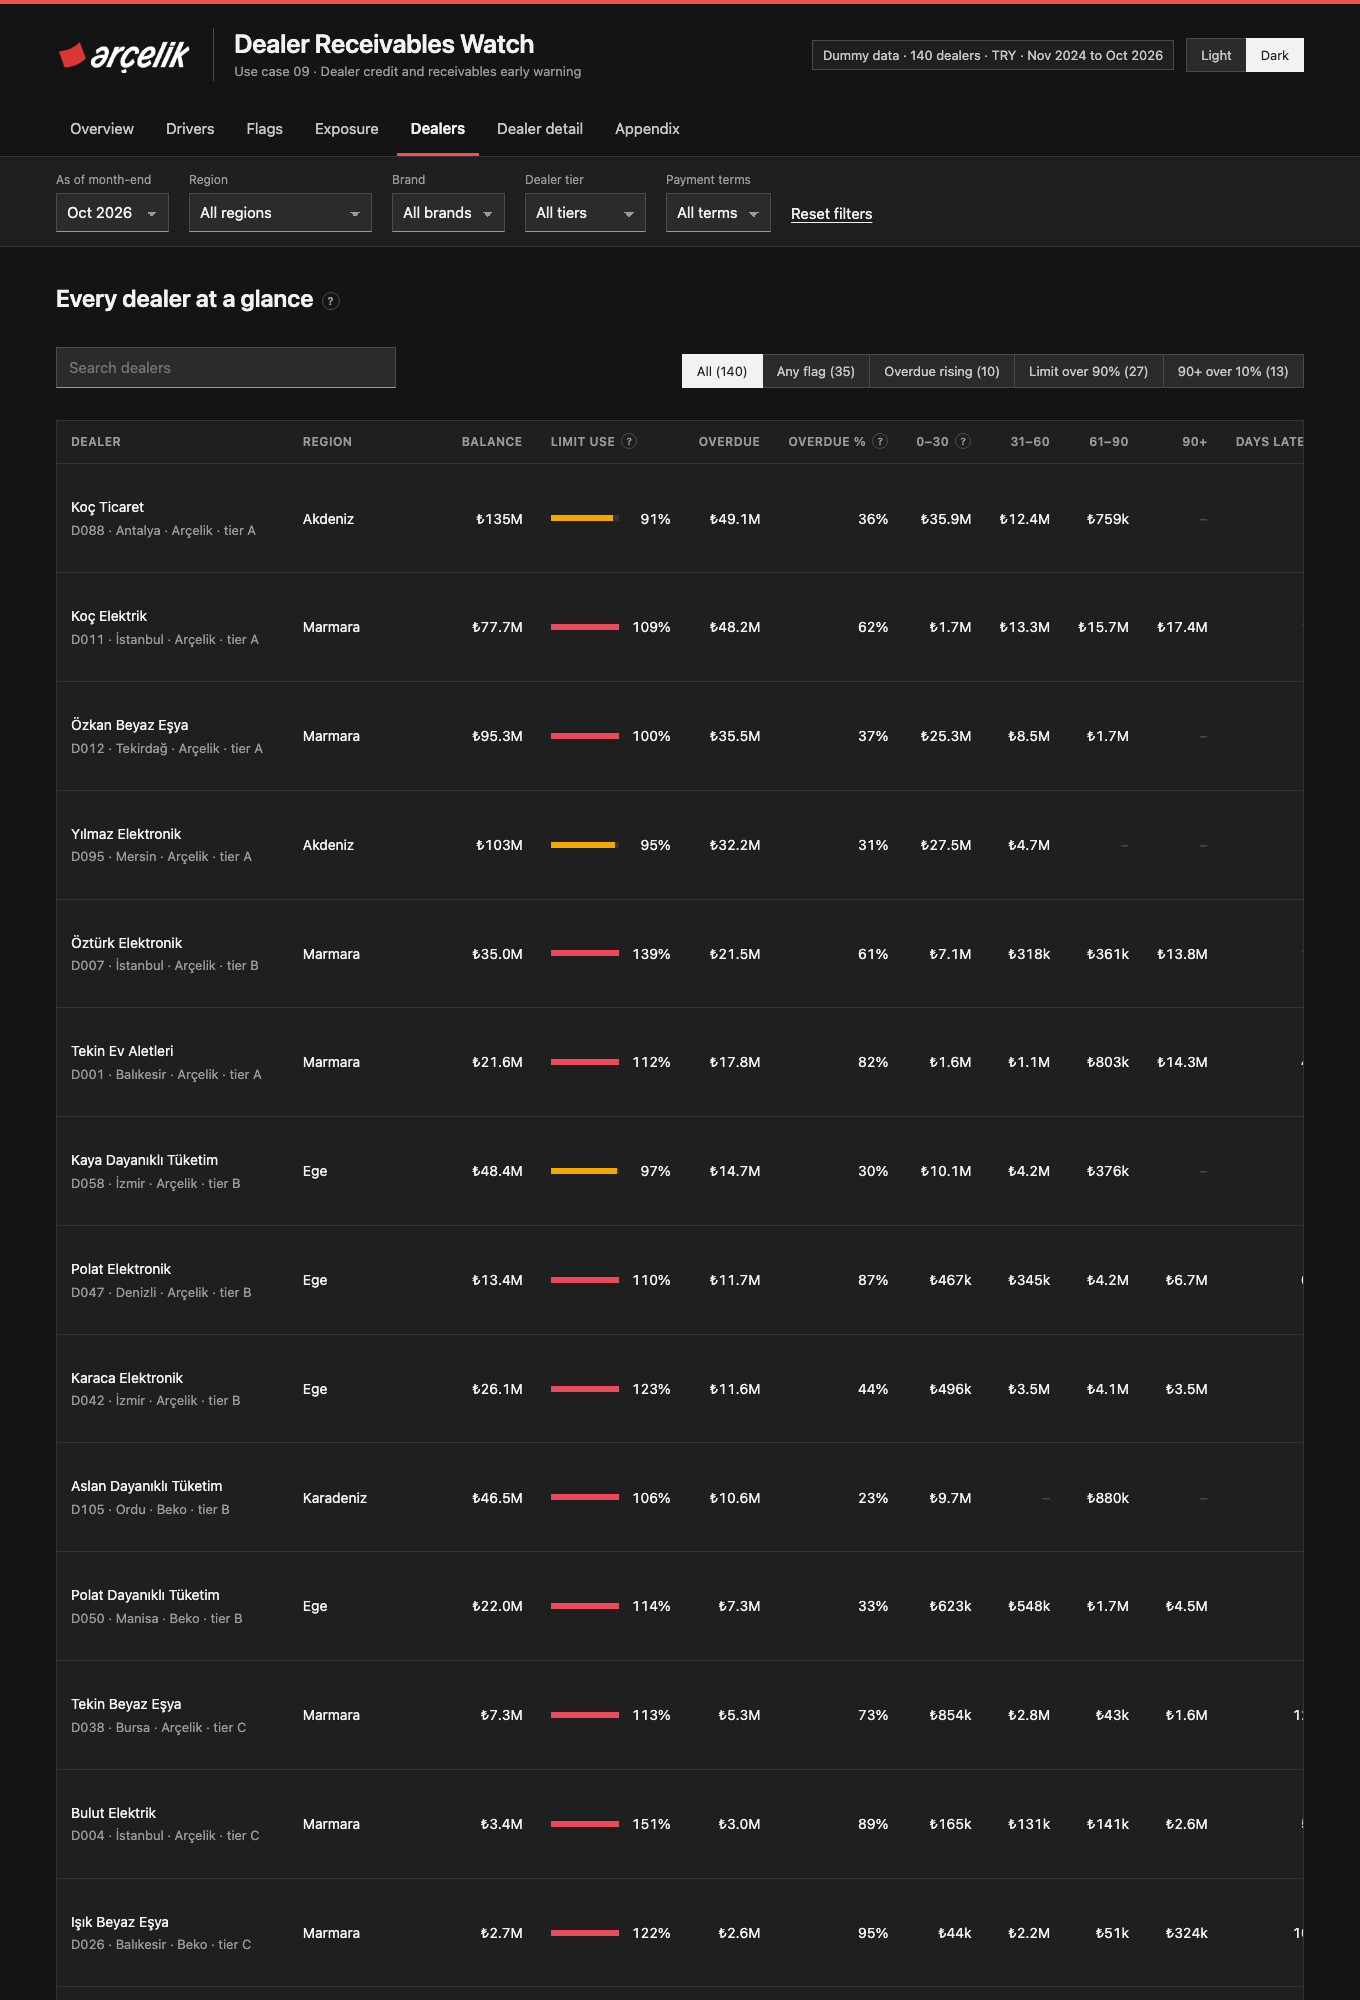 arçelik
Dealer Receivables Watch
Use case 09 · Dealer credit and receivables early warning
Dummy data · 140 dealers · TRY · Nov 2024 to Oct 2026
Light
Dark
Overview
Drivers
Flags
Exposure
Dealers
Dealer detail
Appendix
As of month-end
Region
Brand
Dealer tier
Payment terms
Oct 2026
All regions
All brands
All tiers
All terms
Reset filters
Every dealer at a glance ?
Search dealers
All (140)
Any flag (35)
Overdue rising (10)
Limit over 90% (27)
90+ over 10% (13)
DEALER REGION BALANCE LIMIT USE ? OVERDUE OVERDUE % ? 0–30 ? 31–60 61–90 90+ DAYS LATE
Koç Ticaret
D088 · Antalya · Arçelik · tier A
Akdeniz ₺135M 91% ₺49.1M 36% ₺35.9M ₺12.4M ₺759k –
Koç Elektrik
D011 · İstanbul · Arçelik · tier A
Marmara ₺77.7M 109% ₺48.2M 62% ₺1.7M ₺13.3M ₺15.7M ₺17.4M
Özkan Beyaz Eşya
D012 · Tekirdağ · Arçelik · tier A
Marmara ₺95.3M 100% ₺35.5M 37% ₺25.3M ₺8.5M ₺1.7M –
Yılmaz Elektronik
D095 · Mersin · Arçelik · tier A
Akdeniz ₺103M 95% ₺32.2M 31% ₺27.5M ₺4.7M – –
Öztürk Elektronik
D007 · İstanbul · Arçelik · tier B
Marmara ₺35.0M 139% ₺21.5M 61% ₺7.1M ₺318k ₺361k ₺13.8M
Tekin Ev Aletleri
D001 · Balıkesir · Arçelik · tier A
Marmara ₺21.6M 112% ₺17.8M 82% ₺1.6M ₺1.1M ₺803k ₺14.3M
Kaya Dayanıklı Tüketim
D058 · İzmir · Arçelik · tier B
Ege ₺48.4M 97% ₺14.7M 30% ₺10.1M ₺4.2M ₺376k –
Polat Elektronik
D047 · Denizli · Arçelik · tier B
Ege ₺13.4M 110% ₺11.7M 87% ₺467k ₺345k ₺4.2M ₺6.7M
Karaca Elektronik
D042 · İzmir · Arçelik · tier B
Ege ₺26.1M 123% ₺11.6M 44% ₺496k ₺3.5M ₺4.1M ₺3.5M
Aslan Dayanıklı Tüketim
D105 · Ordu · Beko · tier B
Karadeniz ₺46.5M 106% ₺10.6M 23% ₺9.7M – ₺880k –
Polat Dayanıklı Tüketim
D050 · Manisa · Beko · tier B
Ege ₺22.0M 114% ₺7.3M 33% ₺623k ₺548k ₺1.7M ₺4.5M
Tekin Beyaz Eşya
D038 · Bursa · Arçelik · tier C
Marmara ₺7.3M 113% ₺5.3M 73% ₺854k ₺2.8M ₺43k ₺1.6M
Bulut Elektrik
D004 · İstanbul · Arçelik · tier C
Marmara ₺3.4M 151% ₺3.0M 89% ₺165k ₺131k ₺141k ₺2.6M
Işık Beyaz Eşya
D026 · Balıkesir · Beko · tier C
Marmara ₺2.7M 122% ₺2.6M 95% ₺44k ₺2.2M ₺51k ₺324k